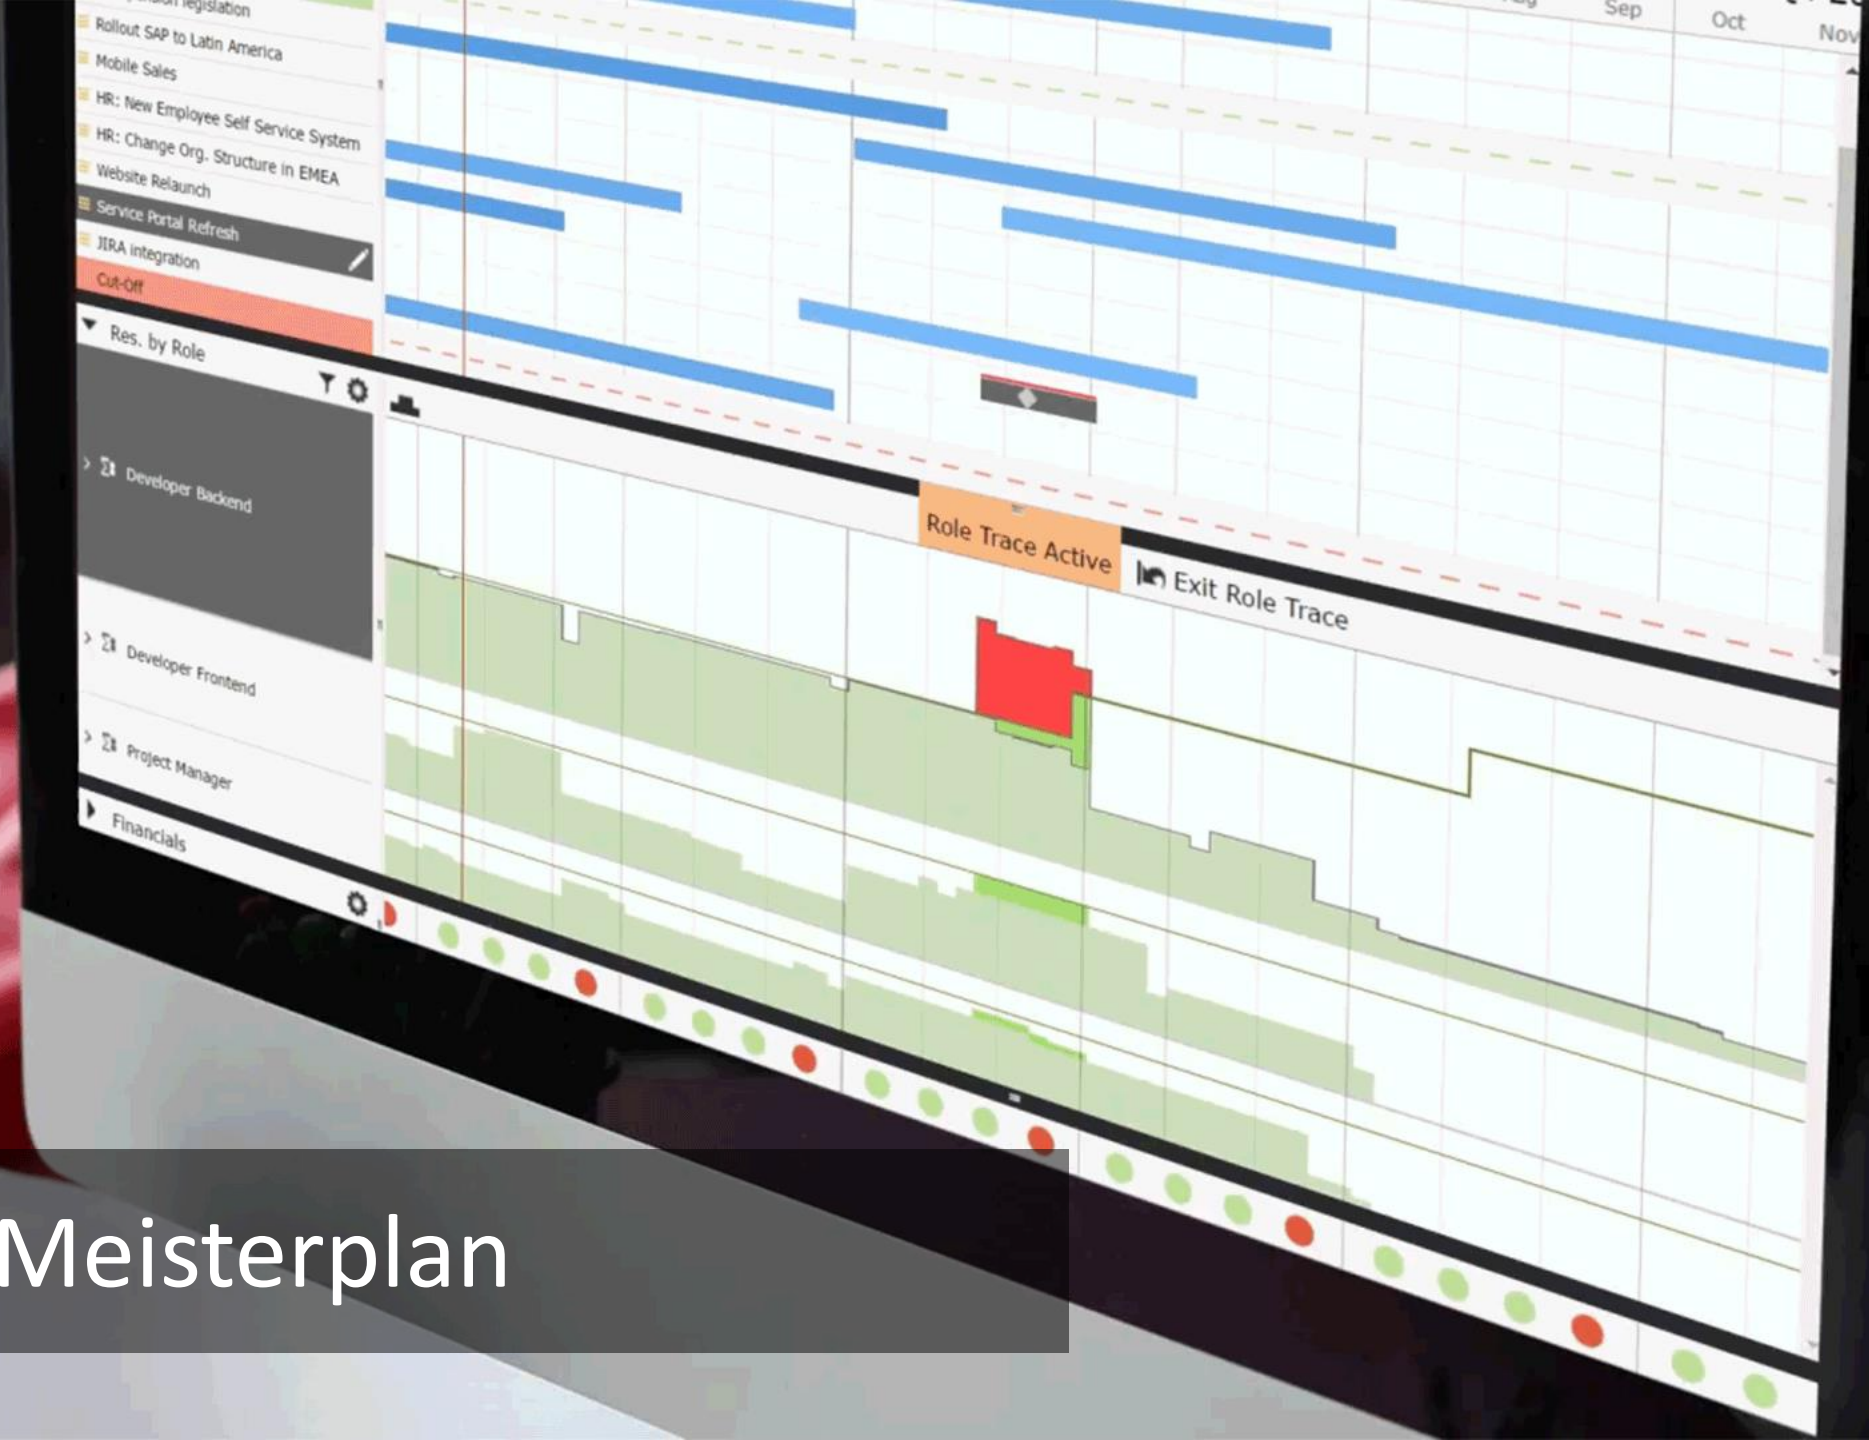 legislation
Sep
Oct
Nov
Rollout SAP to Latin America
Mobile Sales
HR: New Employee Self Service System
HR: Change Org. Structure in EMEA
Website Relaunch
Service Portal Refresh
JIRA integration
Cut-Off
Res. by Role
Developer Backend
Role Trace Active
Exit Role Trace
Developer Frontend
Project Manager
Financials
Meisterplan